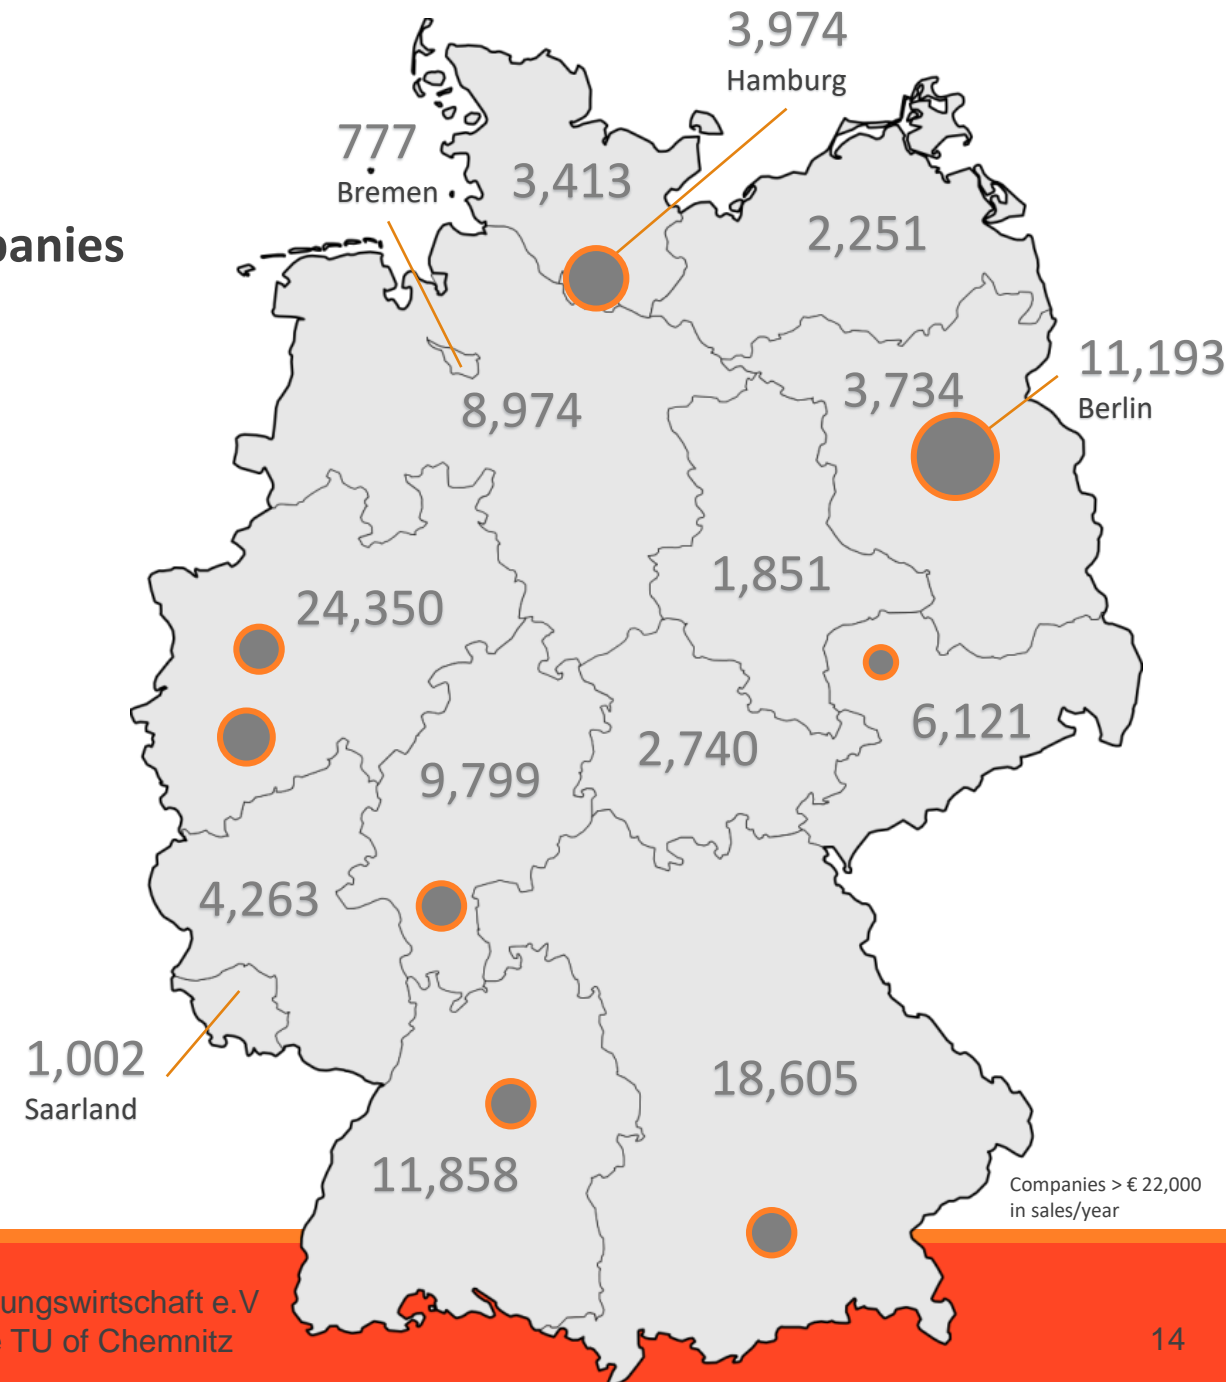 3,974
Hamburg
777
Bremen
3,413
2,251
panies
11,193
Berlin
3,734
8,974
1,851
24,350
6,121
2,740
9,799
4,263
1,002
Saarland
18,605
11,858
Companies > € 22,000
in sales/year
ungswirtschaft e.V
e TU of Chemnitz
14